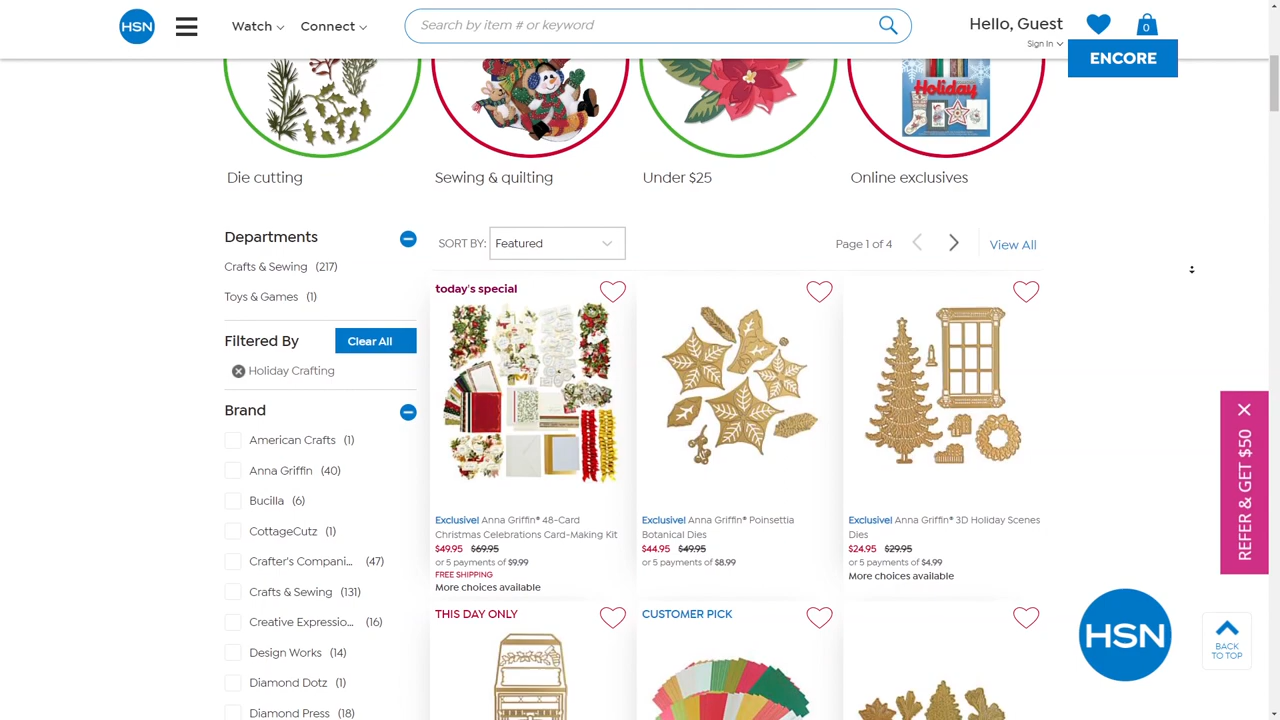 HSN
Watch
Connect
Search by item # or keyword
Hello, Guest
Sign In
0
ENCORE
Holiday
Die cutting
Sewing & quilting
Under $25
Online exclusives
Departments
Crafts & Sewing (217)
Toys & Games (1)
Filtered By
Clear All
Holiday Crafting
Brand
American Crafts (1)
Anna Griffin (40)
Bucilla (6)
CottageCutz (1)
Crafter's Compani... (47)
Crafts & Sewing (131)
Creative Expressio... (16)
Design Works (14)
Diamond Dotz (1)
Diamond Press (18)
SORT BY: Featured
Page 1 of 4
View All
today's special
Exclusive! Anna Griffin® 48-Card
Christmas Celebrations Card-Making Kit
$49.95 $69.95
or 5 payments of $9.99
FREE SHIPPING
More choices available
Exclusive! Anna Griffin® Poinsettia
Botanical Dies
$44.95 $49.95
or 5 payments of $8.99
Exclusive! Anna Griffin® 3D Holiday Scenes
Dies
$24.95 $29.95
or 5 payments of $4.99
More choices available
THIS DAY ONLY
CUSTOMER PICK
REFER & GET $50
HSN
BACK
TO TOP